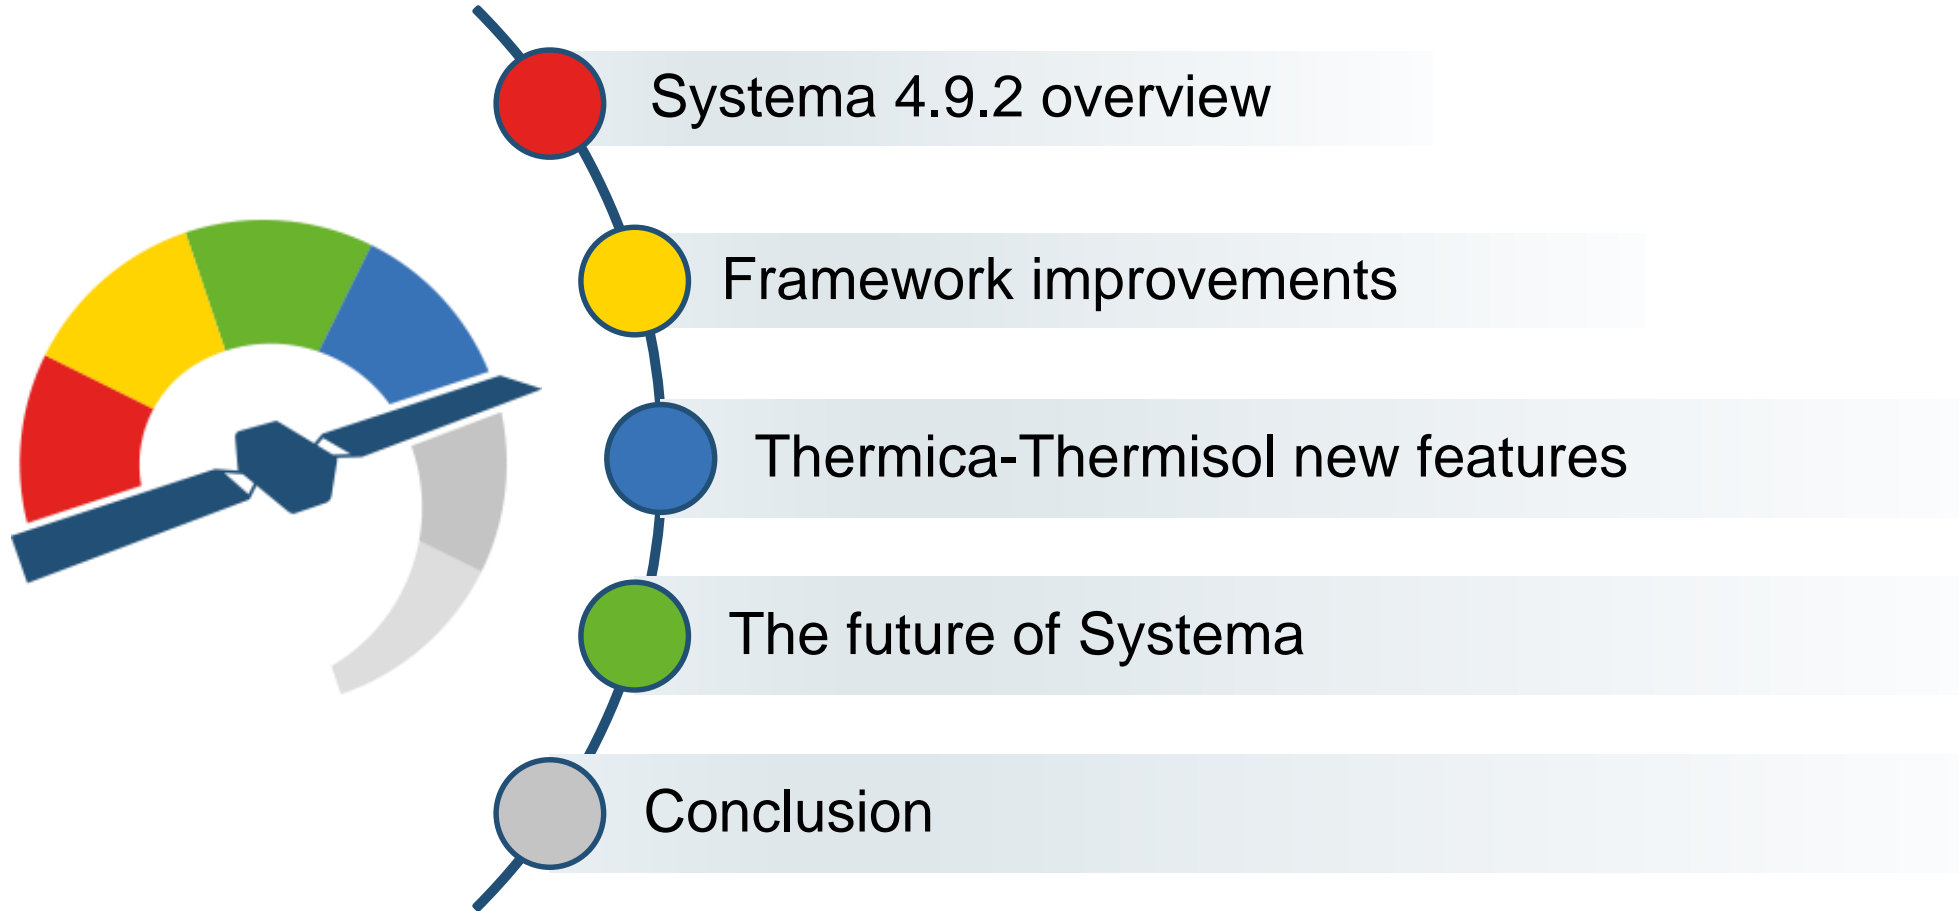 Systema 4.9.2 overview
Framework improvements
Thermica-Thermisol new features
The future of Systema
Conclusion